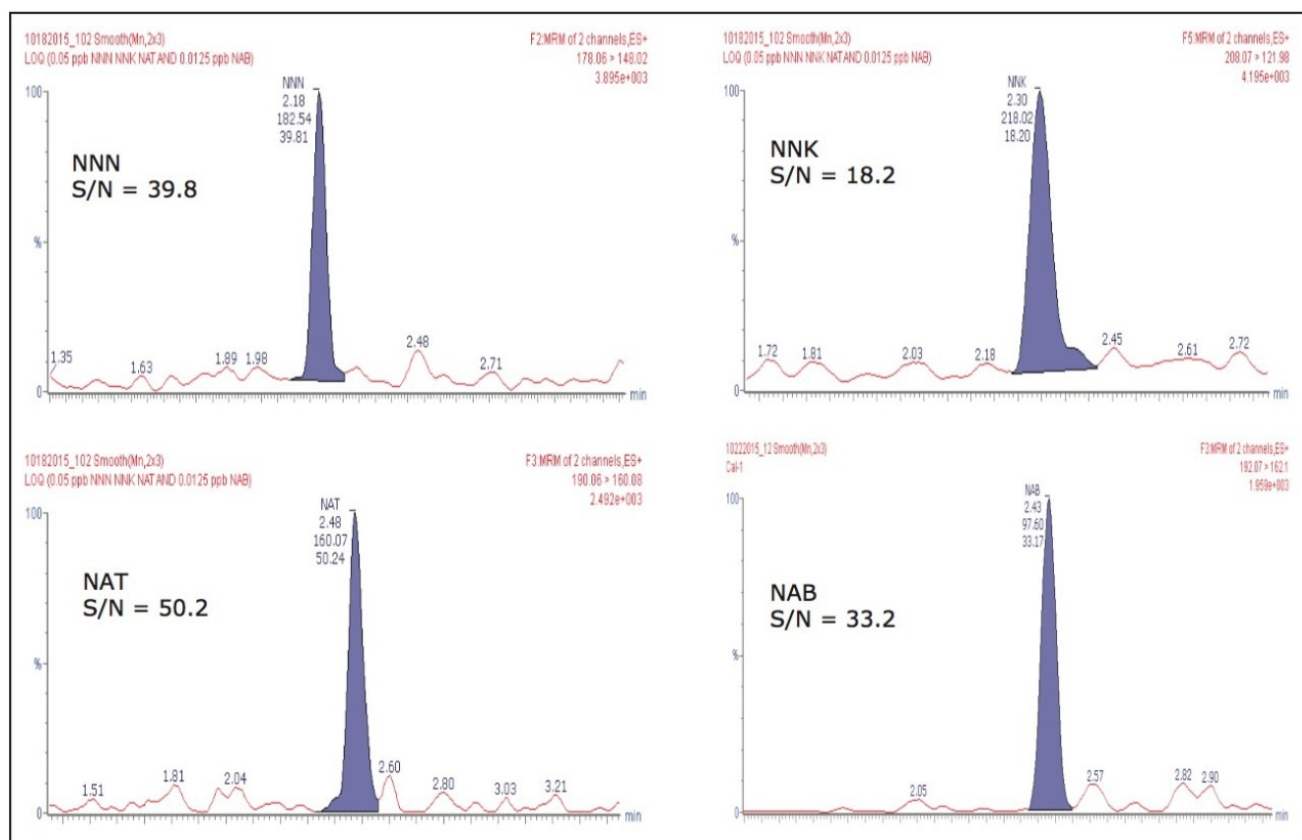 10182015_102 Smooth(Mn,2x3)
LOQ (0.05 ppb NNN NNK NAT AND 0.0125 ppb NAB)
F2:MRM of 2 channels,ES+
178.06 > 148.02
3.895e+003
100
%
0
NNN
2.18
182.54
39.81
NNN
S/N = 39.8
1.35
1.63
1.89
1.98
2.48
2.71
min
10182015_102 Smooth(Mn,2x3)
LOQ (0.05 ppb NNN NNK NAT AND 0.0125 ppb NAB)
F5:MRM of 2 channels,ES+
208.07 > 121.98
4.195e+003
100
%
0
NNK
2.30
218.02
18.20
NNK
S/N = 18.2
1.72
1.81
2.03
2.18
2.45
2.61
2.72
min
10182015_102 Smooth(Mn,2x3)
LOQ (0.05 ppb NNN NNK NAT AND 0.0125 ppb NAB)
F3:MRM of 2 channels,ES+
190.06 > 160.08
2.492e+003
100
%
0
NAT
2.48
160.07
50.24
NAT
S/N = 50.2
1.51
1.81
2.04
2.60
2.80
3.03
3.21
min
10222015_12 Smooth(Mn,2x3)
Cal-1
F3:MRM of 2 channels,ES+
192.07 > 162.1
1.959e+003
100
%
0
NAB
2.43
97.60
33.17
NAB
S/N = 33.2
2.05
2.57
2.82
2.90
min